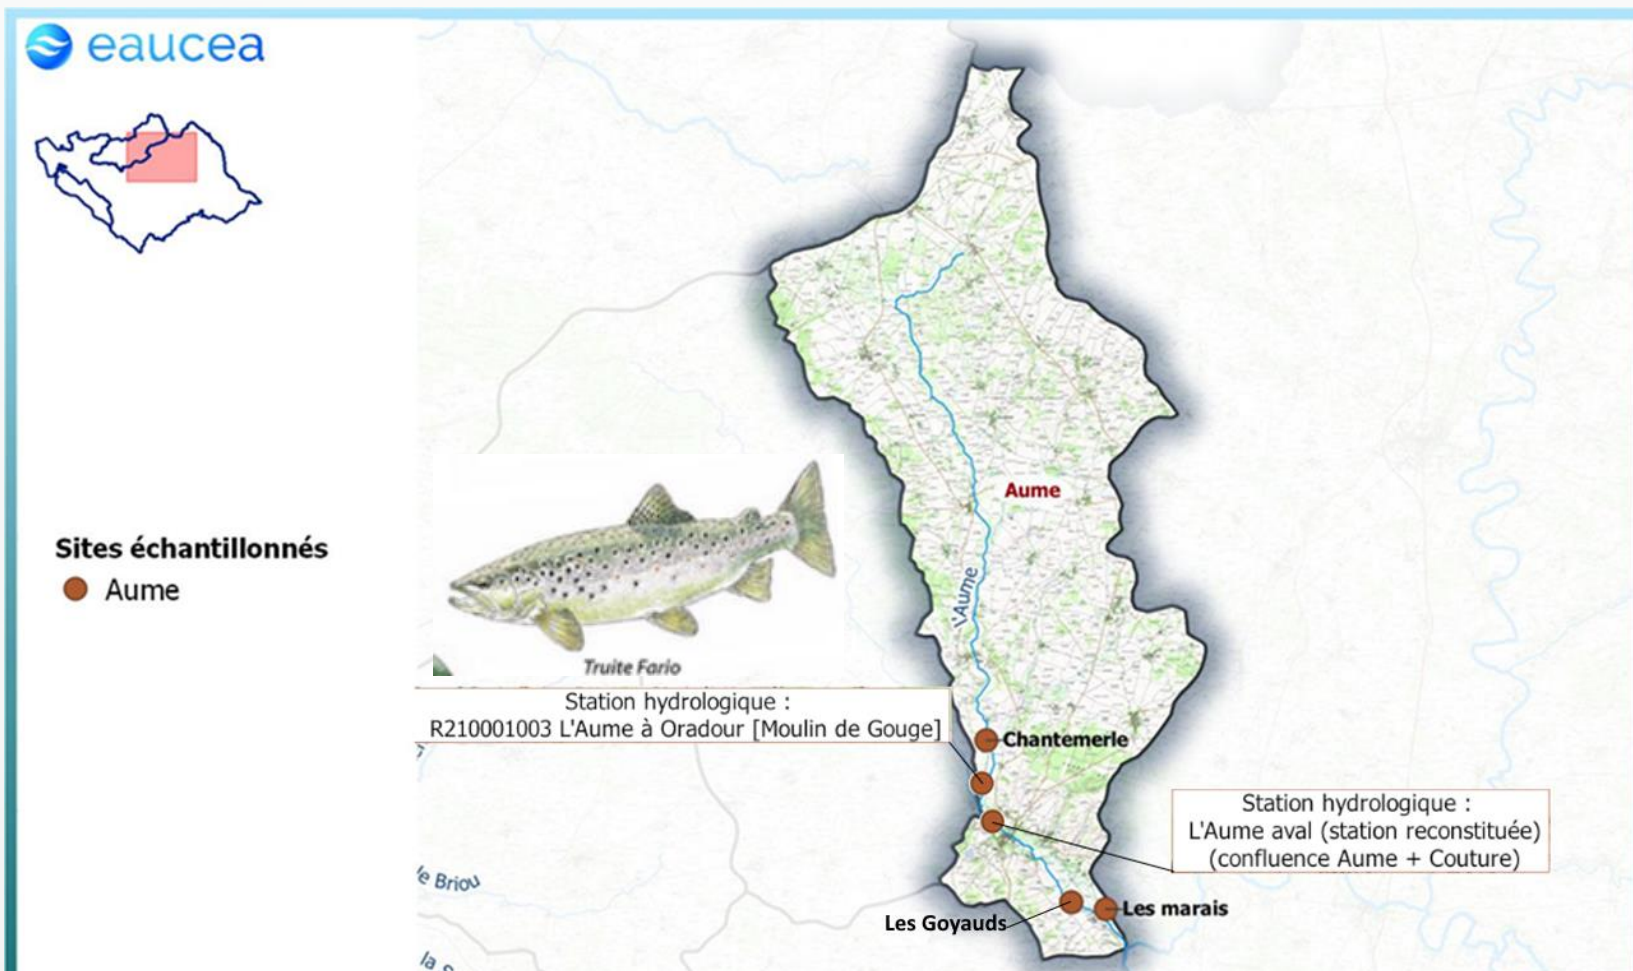 eaucea
Sites échantillonnés
Aume
Truite Fario
Aume
l'Aume
Station hydrologique :
R210001003 L'Aume à Oradour [Moulin de Gouge]
Chantemerle
Station hydrologique :
L'Aume aval (station reconstituée)
(confluence Aume + Couture)
Briou
Les Goyauds
Les marais
la